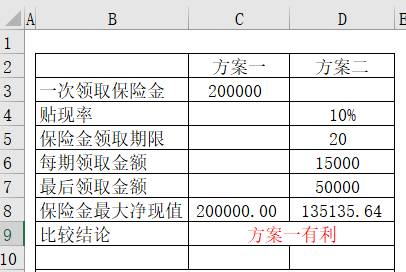 A B C D E
1
2 方案一 方案二
3 一次领取保险金 200000
4 贴现率 10%
5 保险金领取期限 20
6 每期领取金额 15000
7 最后领取金额 50000
8 保险金最大净现值 200000.00 135135.64
9 比较结论 方案一有利
10